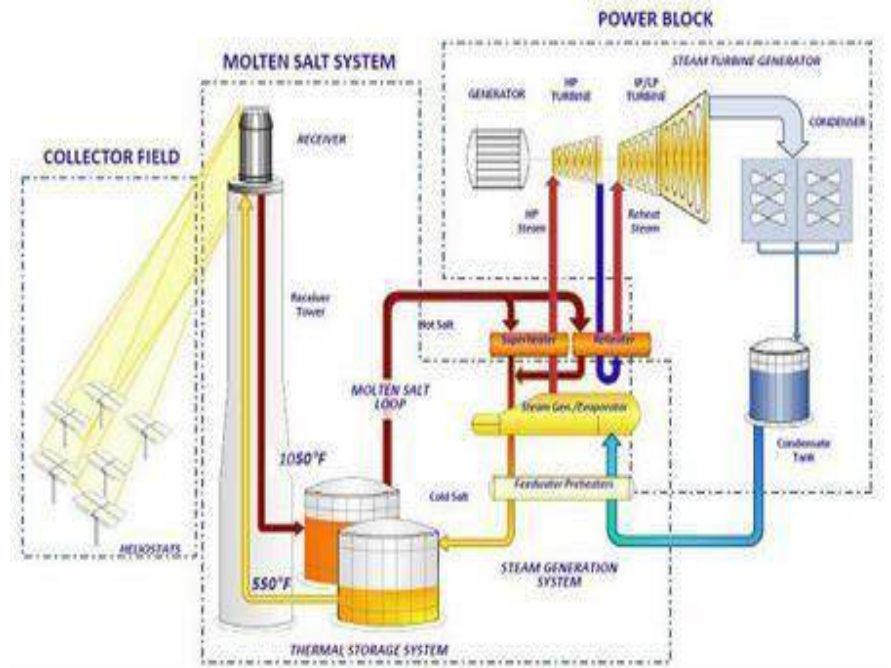 POWER BLOCK
MOLTEN SALT SYSTEM
STEAM TURBINE GENERATOR
GENERATOR
HP
TURBINE
IP/LP
TURBINE
CONDENSER
RECEIVER
COLLECTOR FIELD
HP
Steam
Reheat
Steam
Receiver
Tower
Hot Salt
Superheater
Reheater
MOLTEN SALT
LOOP
Steam Gen./Evaporator
Condensate
Tank
1050°F
Cold Salt
Feedwater Preheaters
HELIOSTATS
550°F
STEAM GENERATION
SYSTEM
THERMAL STORAGE SYSTEM